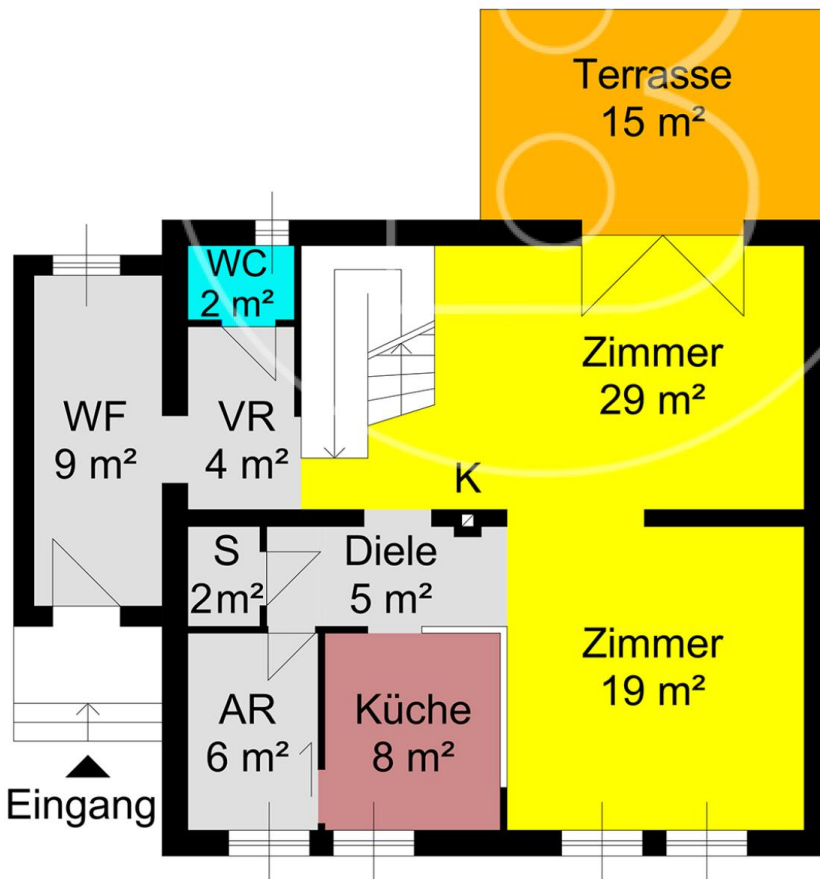 Terrasse
15 m²
WC
2 m²
Zimmer
29 m²
WF
9 m²
VR
4 m²
K
S
2m²
Diele
5 m²
Zimmer
19 m²
AR
6 m²
Küche
8 m²
Eingang